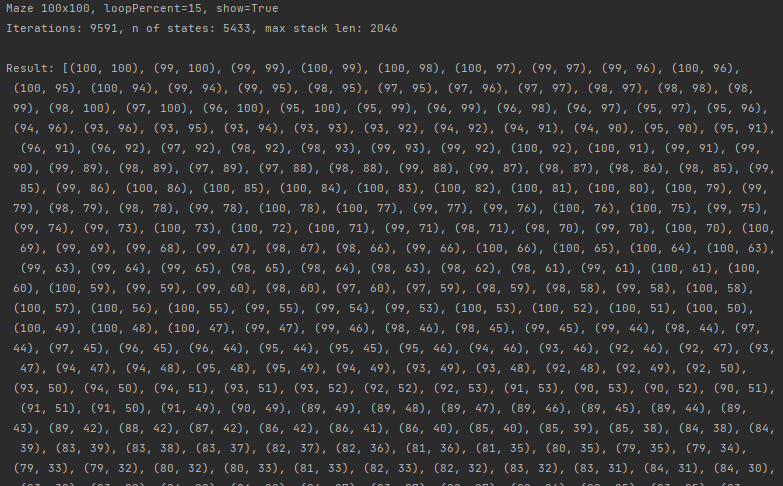 Maze 100x100, loopPercent=15, show=True
Iterations: 9591, n of states: 5433, max stack len: 2046
Result: [(100, 100), (99, 100), (99, 99), (100, 99), (100, 98), (100, 97), (99, 97), (99, 96), (100, 96),
(100, 95), (100, 94), (99, 94), (99, 95), (98, 95), (97, 95), (97, 96), (97, 97), (98, 97), (98, 98), (98,
99), (98, 100), (97, 100), (96, 100), (95, 100), (95, 99), (96, 99), (96, 98), (96, 97), (95, 97), (95, 96),
(94, 96), (93, 96), (93, 95), (93, 94), (93, 93), (93, 92), (94, 92), (94, 91), (94, 90), (95, 90), (95, 91),
(96, 91), (96, 92), (97, 92), (98, 92), (98, 93), (99, 93), (99, 92), (100, 92), (100, 91), (99, 91), (99,
90), (99, 89), (98, 89), (97, 89), (97, 88), (98, 88), (99, 88), (99, 87), (98, 87), (98, 86), (98, 85), (99,
85), (99, 86), (100, 86), (100, 85), (100, 84), (100, 83), (100, 82), (100, 81), (100, 80), (100, 79), (99,
79), (98, 79), (98, 78), (99, 78), (100, 78), (100, 77), (99, 77), (99, 76), (100, 76), (100, 75), (99, 75),
(99, 74), (99, 73), (100, 73), (100, 72), (100, 71), (99, 71), (98, 71), (98, 70), (99, 70), (100, 70), (100,
69), (99, 69), (99, 68), (99, 67), (98, 67), (98, 66), (99, 66), (100, 66), (100, 65), (100, 64), (100, 63),
(99, 63), (99, 64), (99, 65), (98, 65), (98, 64), (98, 63), (98, 62), (98, 61), (99, 61), (100, 61), (100,
60), (100, 59), (99, 59), (99, 60), (98, 60), (97, 60), (97, 59), (98, 59), (98, 58), (99, 58), (100, 58),
(100, 57), (100, 56), (100, 55), (99, 55), (99, 54), (99, 53), (100, 53), (100, 52), (100, 51), (100, 50),
(100, 49), (100, 48), (100, 47), (99, 47), (99, 46), (98, 46), (98, 45), (99, 45), (99, 44), (98, 44), (97,
44), (97, 45), (96, 45), (96, 44), (95, 44), (95, 45), (95, 46), (94, 46), (93, 46), (92, 46), (92, 47), (93,
47), (94, 47), (94, 48), (95, 48), (95, 49), (94, 49), (93, 49), (93, 48), (92, 48), (92, 49), (92, 50),
(93, 50), (94, 50), (94, 51), (93, 51), (93, 52), (92, 52), (92, 53), (91, 53), (90, 53), (90, 52), (90, 51),
(91, 51), (91, 50), (91, 49), (90, 49), (89, 49), (89, 48), (89, 47), (89, 46), (89, 45), (89, 44), (89,
43), (89, 42), (88, 42), (87, 42), (86, 42), (86, 41), (86, 40), (85, 40), (85, 39), (85, 38), (84, 38), (84,
39), (83, 39), (83, 38), (83, 37), (82, 37), (82, 36), (81, 36), (81, 35), (80, 35), (79, 35), (79, 34),
(79, 33), (79, 32), (80, 32), (80, 33), (81, 33), (82, 33), (82, 32), (83, 32), (83, 31), (84, 31), (84, 30),